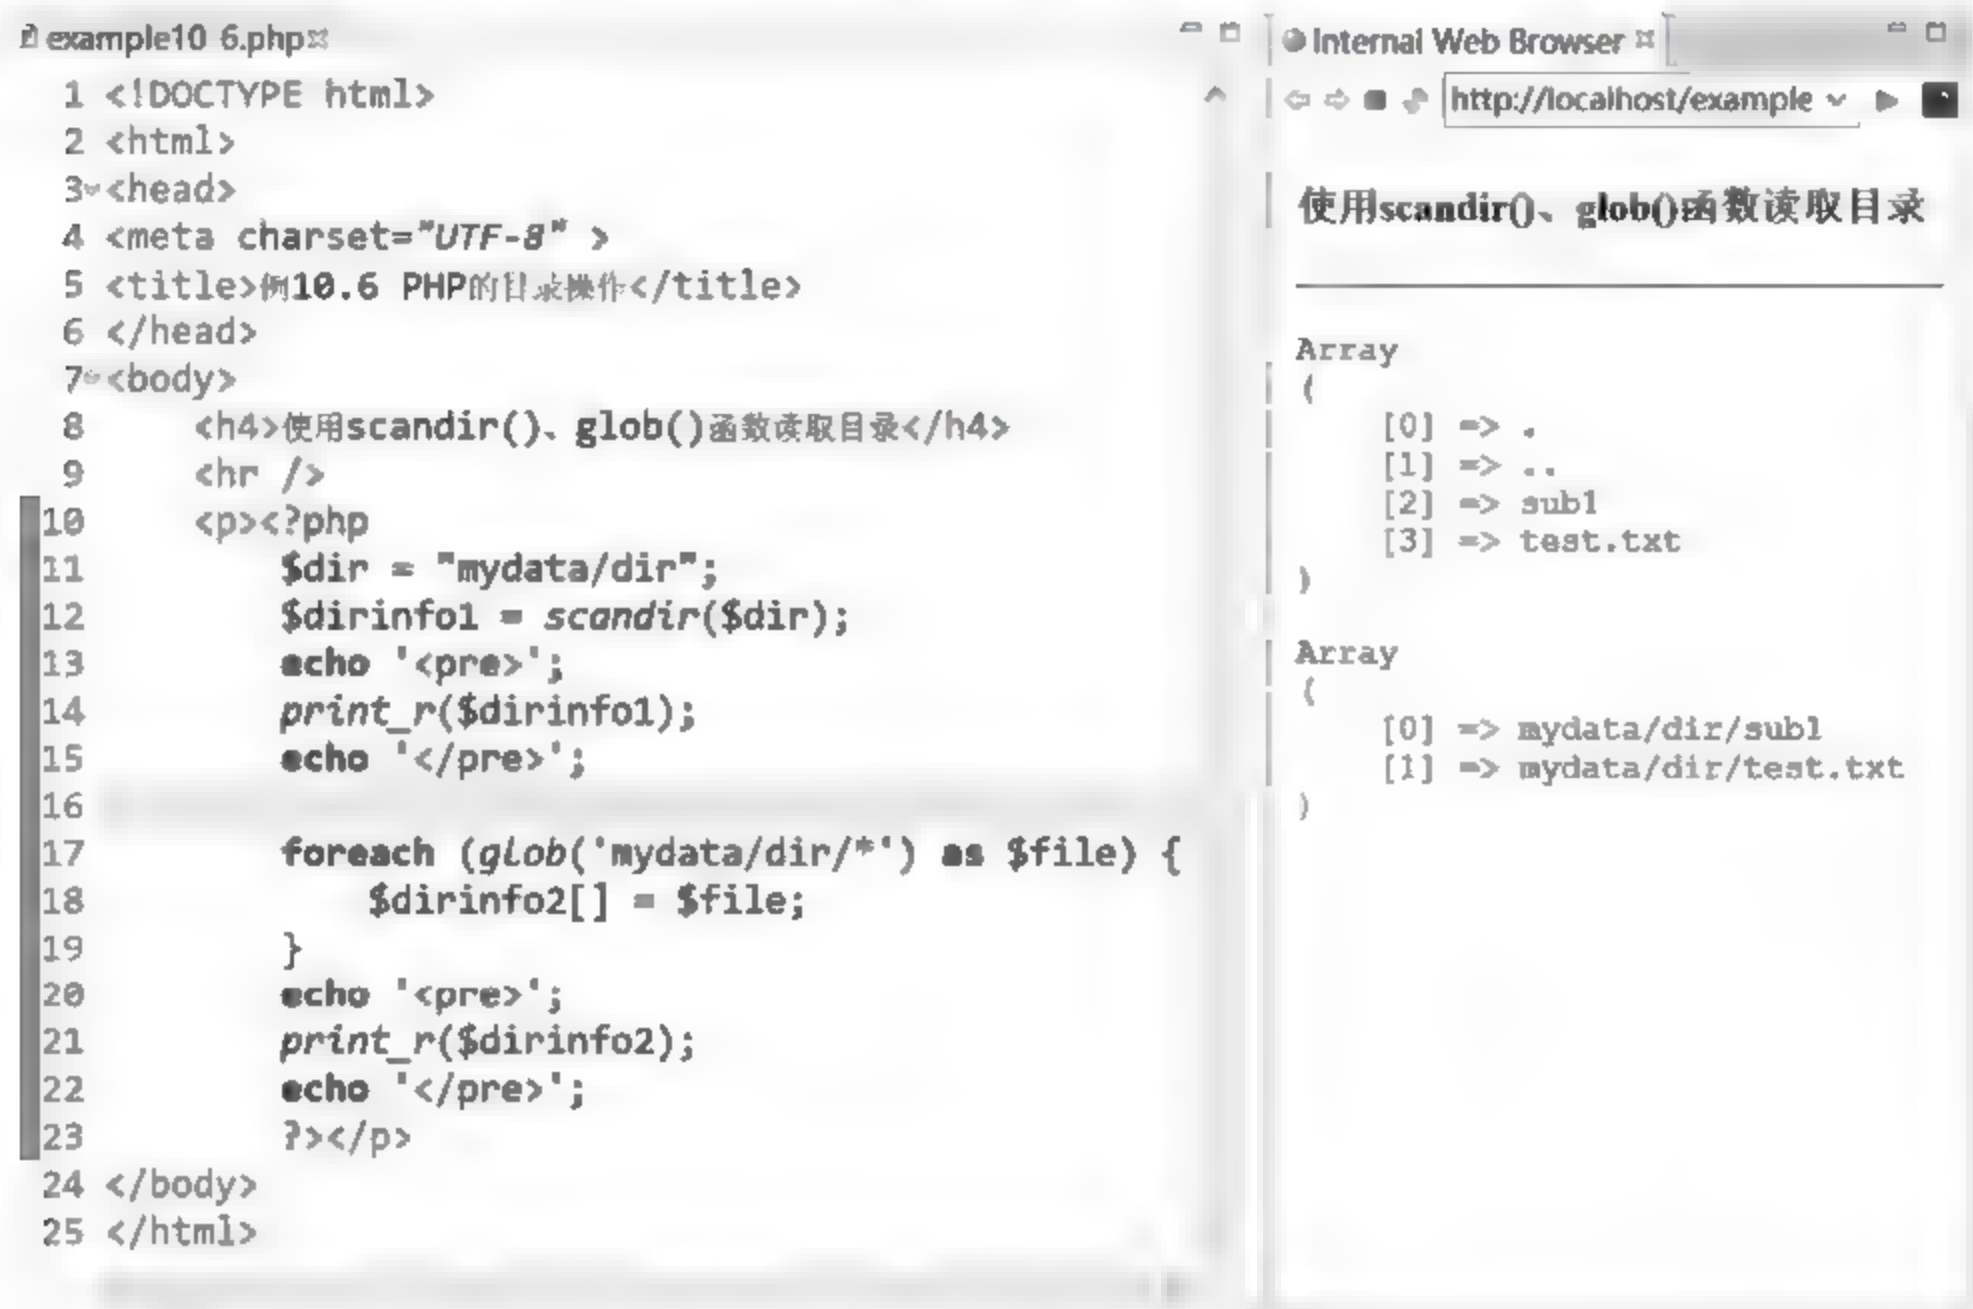 example10 6.php
1 <!DOCTYPE html>
2 <html>
3 <head>
4 <meta charset="UTF-8" >
5 <title>例10.6 PHP的目录操作</title>
6 </head>
7 <body>
8 <h4>使用scandir()、glob()函数读取目录</h4>
9 <hr />
10 <p><?php
11 $dir = "mydata/dir";
12 $dirinfo1 = scandir($dir);
13 echo '<pre>';
14 print_r($dirinfo1);
15 echo '</pre>';
16
17 foreach (glob('mydata/dir/*') as $file) {
18 $dirinfo2[] = $file;
19 }
20 echo '<pre>';
21 print_r($dirinfo2);
22 echo '</pre>';
23 ?></p>
24 </body>
25 </html>
Internal Web Browser
http://localhost/example
使用scandir()、glob()函数读取目录
Array
(
[0] => .
[1] => ..
[2] => sub1
[3] => test.txt
)
Array
(
[0] => mydata/dir/sub1
[1] => mydata/dir/test.txt
)